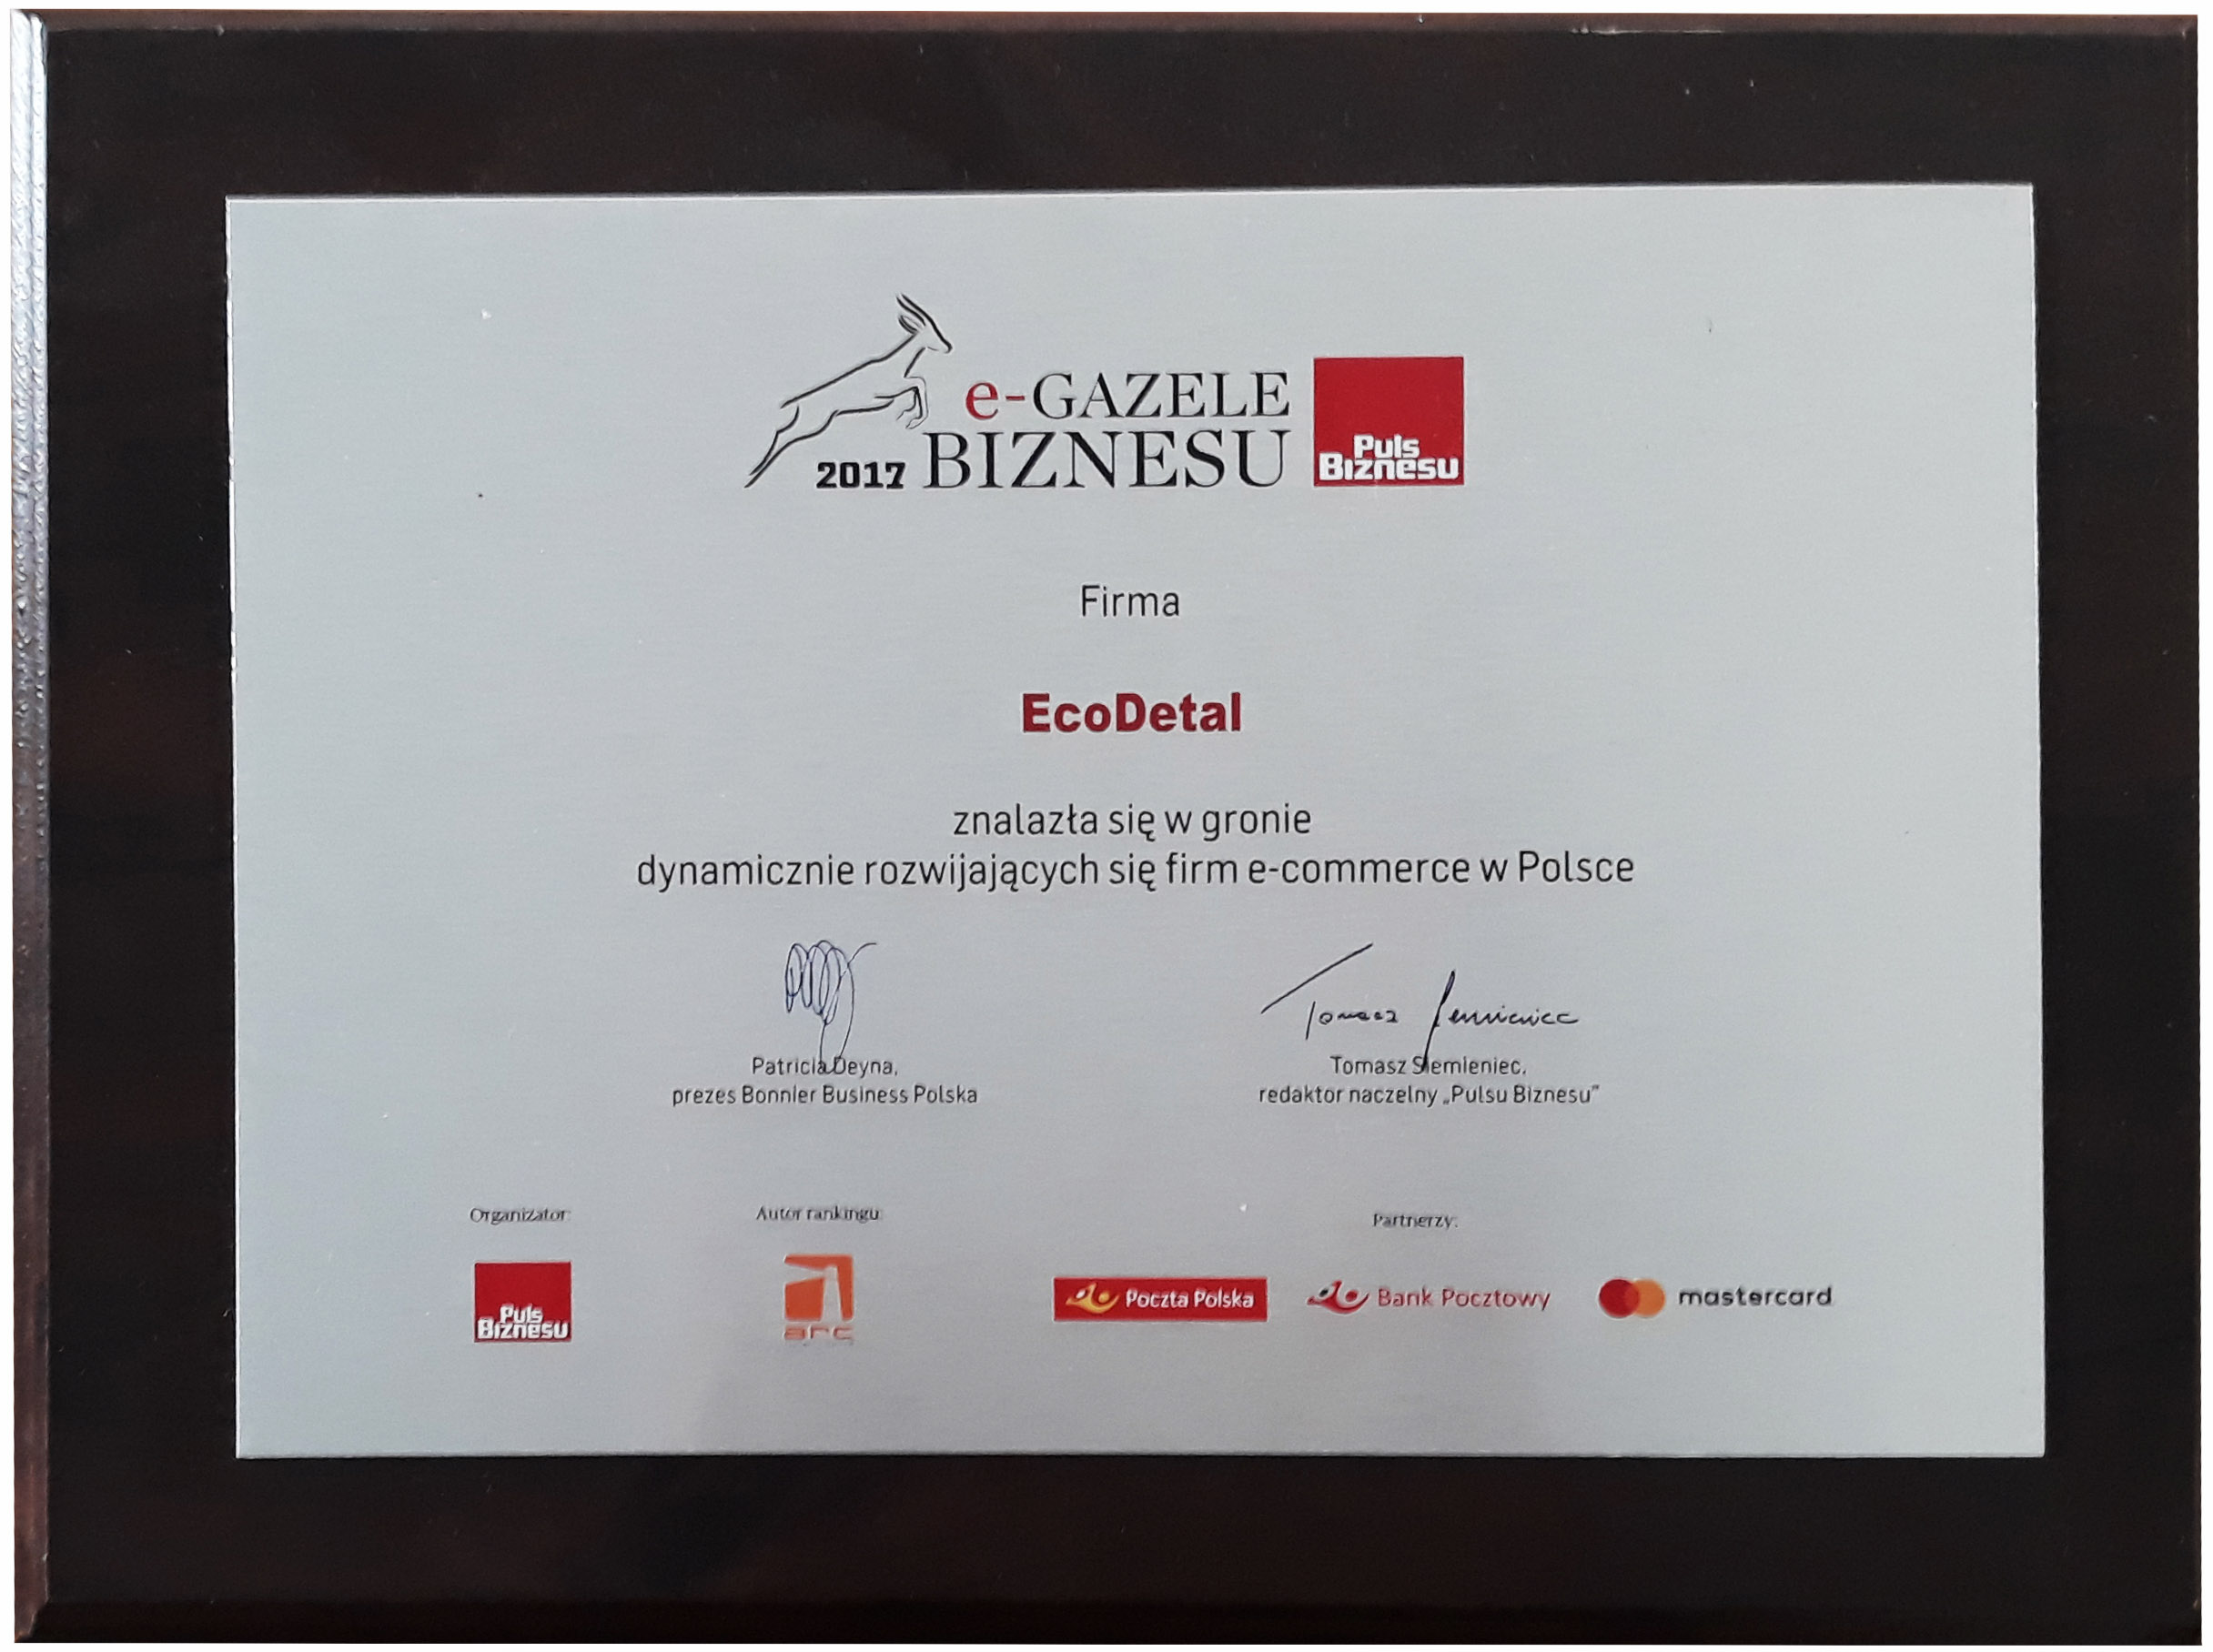 e-GAZELE
2017 BIZNESU
Puls
Biznesu
Firma
EcoDetal
znalazła się w gronie
dynamicznie rozwijających się firm e-commerce w Polsce
Tomasz Siemieniec
Patricia Deyna,
prezes Bonnier Business Polska
Tomasz Siemieniec,
redaktor naczelny „Pulsu Biznesu”
Organizator:
Autor rankingu:
Partnerzy:
Puls
Biznesu
arc
Poczta Polska
Bank Pocztowy
mastercard